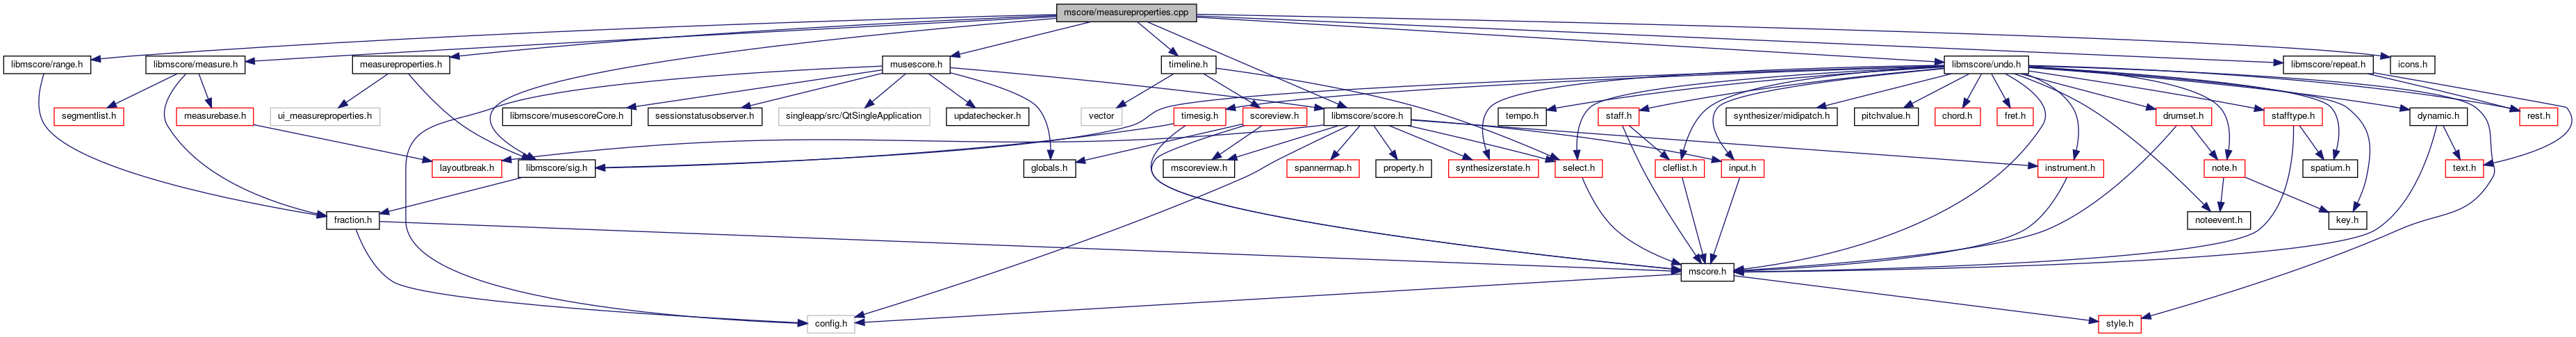 mscore/measureproperties.cpp
libmscore/range.h
libmscore/measure.h
measureproperties.h
musescore.h
timeline.h
libmscore/undo.h
libmscore/repeat.h
icons.h
segmentlist.h
measurebase.h
ui_measureproperties.h
libmscore/musescoreCore.h
sessionstatusobserver.h
singleapp/src/QtSingleApplication
updatechecker.h
vector
timesig.h
scoreview.h
libmscore/score.h
tempo.h
staff.h
synthesizer/midipatch.h
pitchvalue.h
chord.h
fret.h
drumset.h
stafftype.h
dynamic.h
rest.h
layoutbreak.h
libmscore/sig.h
globals.h
mscoreview.h
spannermap.h
property.h
synthesizerstate.h
select.h
cleflist.h
input.h
instrument.h
note.h
spatium.h
text.h
fraction.h
noteevent.h
key.h
mscore.h
config.h
style.h